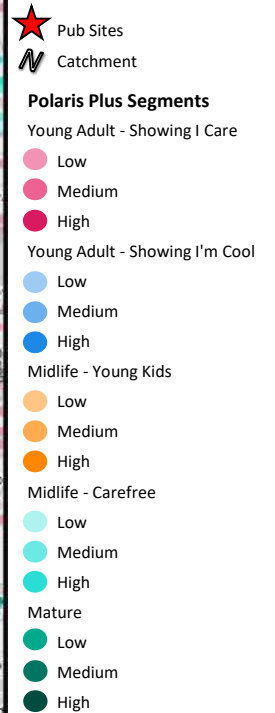 Pub Sites
Catchment
Polaris Plus Segments
Young Adult - Showing I Care
Low
Medium
High
Young Adult - Showing I'm Cool
Low
Medium
High
Midlife - Young Kids
Low
Medium
High
Midlife - Carefree
Low
Medium
High
Mature
Low
Medium
High